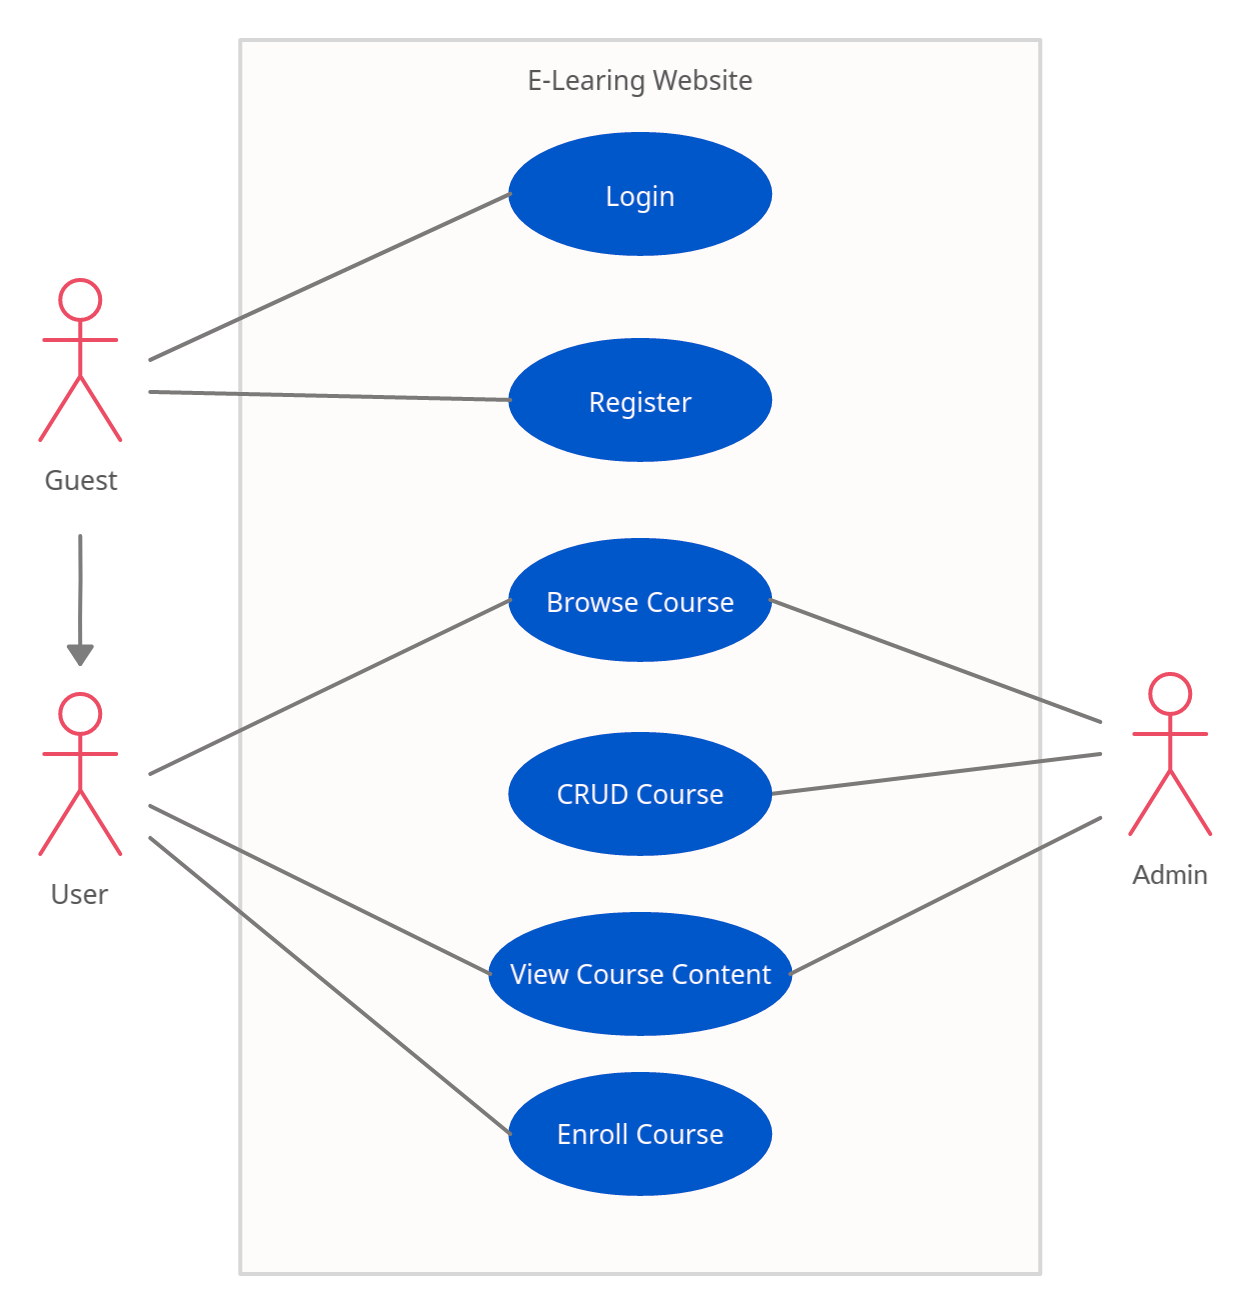 E-Learing Website
Login
Register
Guest
Browse Course
CRUD Course
User
Admin
View Course Content
Enroll Course